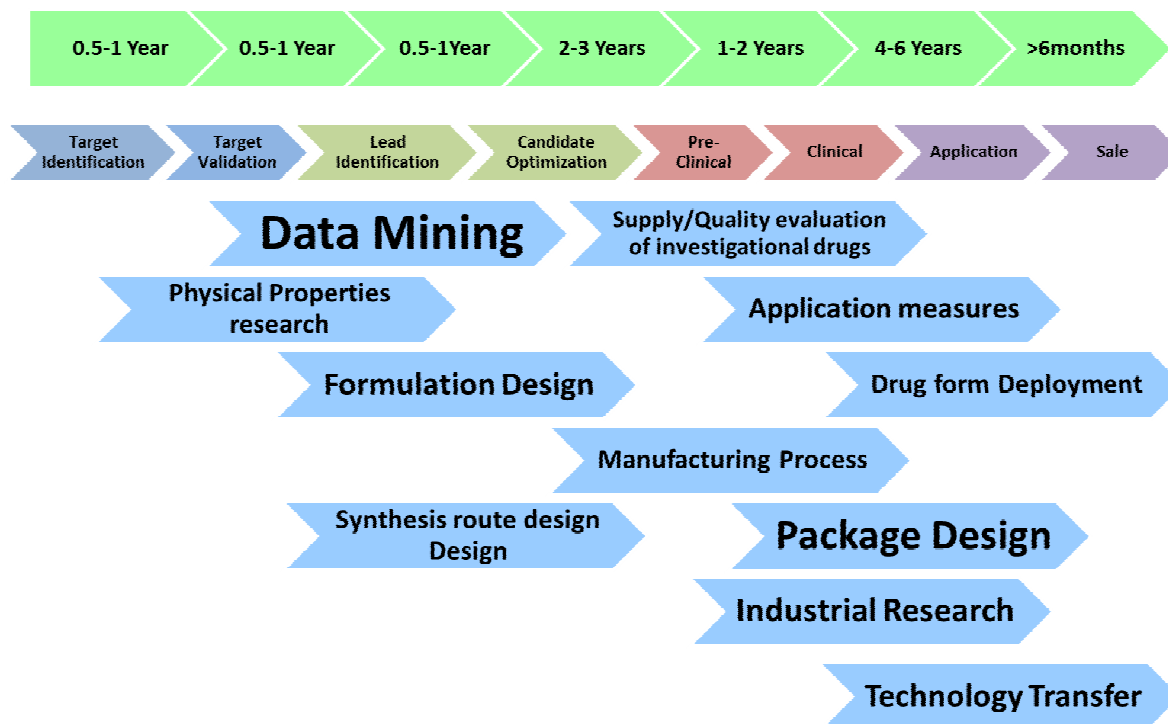 0.5-1 Year
0.5-1 Year
0.5-1Year
2-3 Years
1-2 Years
4-6 Years
>6months
Target
Identification
Target
Validation
Lead
Identification
Candidate
Optimization
Pre-
Clinical
Clinical
Application
Sale
Data Mining
Supply/Quality evaluation
of investigational drugs
Physical Properties
research
Application measures
Formulation Design
Drug form Deployment
Manufacturing Process
Synthesis route design
Design
Package Design
Industrial Research
Technology Transfer